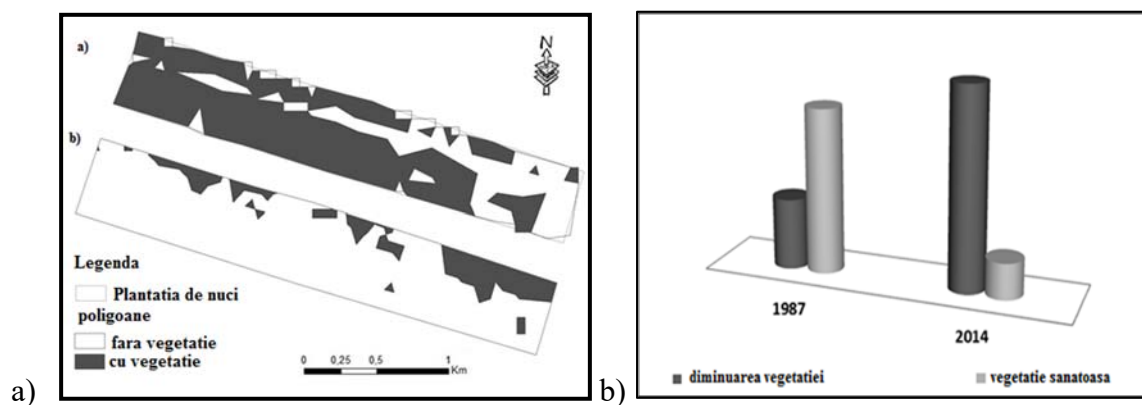 a)
N
b)
Legenda
Plantatia de nuci
poligoane
fara vegetatie
cu vegetatie
0 0,25 0,5 1
Km
a)
1987
2014
diminuarea vegetatiei vegetatie sanatoasa
b)